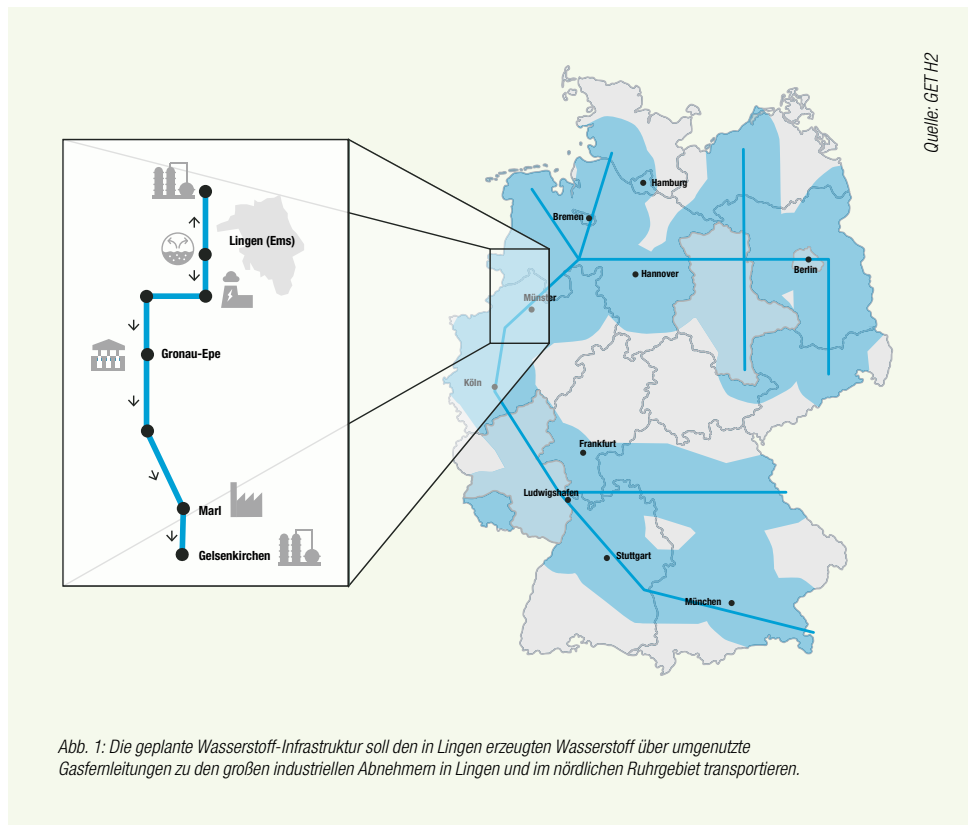 Quelle: GET H2
Lingen (Ems)
Gronau-Epe
Marl
Gelsenkirchen
Hamburg
Bremen
Hannover
Berlin
Münster
Köln
Frankfurt
Ludwigshafen
Stuttgart
München
Abb. 1: Die geplante Wasserstoff-Infrastruktur soll den in Lingen erzeugten Wasserstoff über umgenutzte
Gasfernleitungen zu den großen industriellen Abnehmern in Lingen und im nördlichen Ruhrgebiet transportieren.